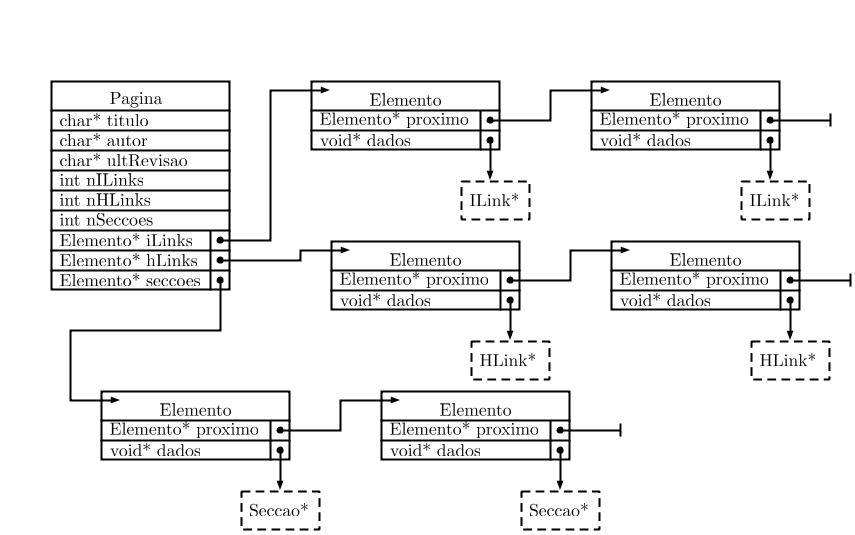 Pagina
char* titulo
char* autor
char* ultRevisao
int nILinks
int nHLinks
int nSeccoes
Elemento* iLinks
Elemento* hLinks
Elemento* seccoes
Elemento
Elemento* proximo
void* dados
ILink*
Elemento
Elemento* proximo
void* dados
ILink*
Elemento
Elemento* proximo
void* dados
HLink*
Elemento
Elemento* proximo
void* dados
HLink*
Elemento
Elemento* proximo
void* dados
Seccao*
Elemento
Elemento* proximo
void* dados
Seccao*